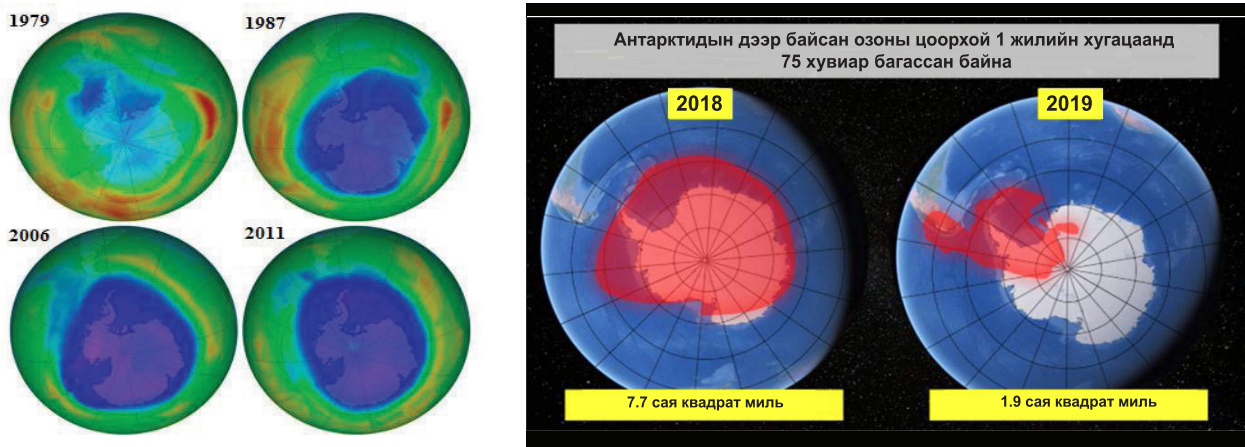 1979
1987
2006
2011
Антарктидын дээр байсан озоны цоорхой 1 жилийн хугацаанд
75 хувиар багассан байна
2018
2019
7.7 сая квадрат миль
1.9 сая квадрат миль